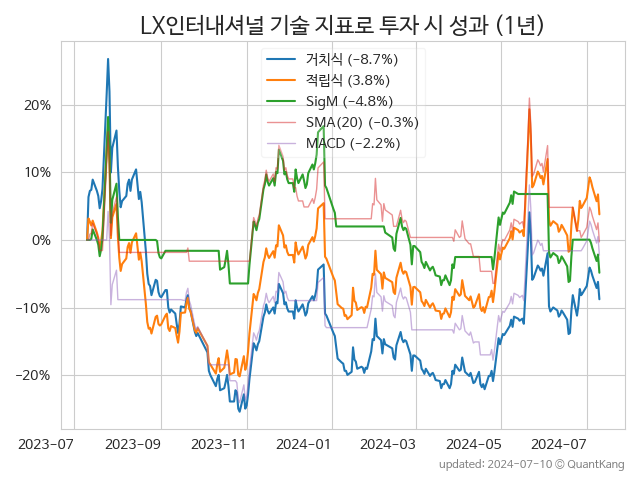 LX인터내셔널 기술 지표로 투자 시 성과 (1년)
거치식 (−8.7%)
적립식 (3.8%)
SigM (−4.8%)
SMA(20) (−0.3%)
MACD (−2.2%)
20%
10%
0%
−10%
−20%
2023-07 2023-09 2023-11 2024-01 2024-03 2024-05 2024-07
updated: 2024-07-10 © QuantKang